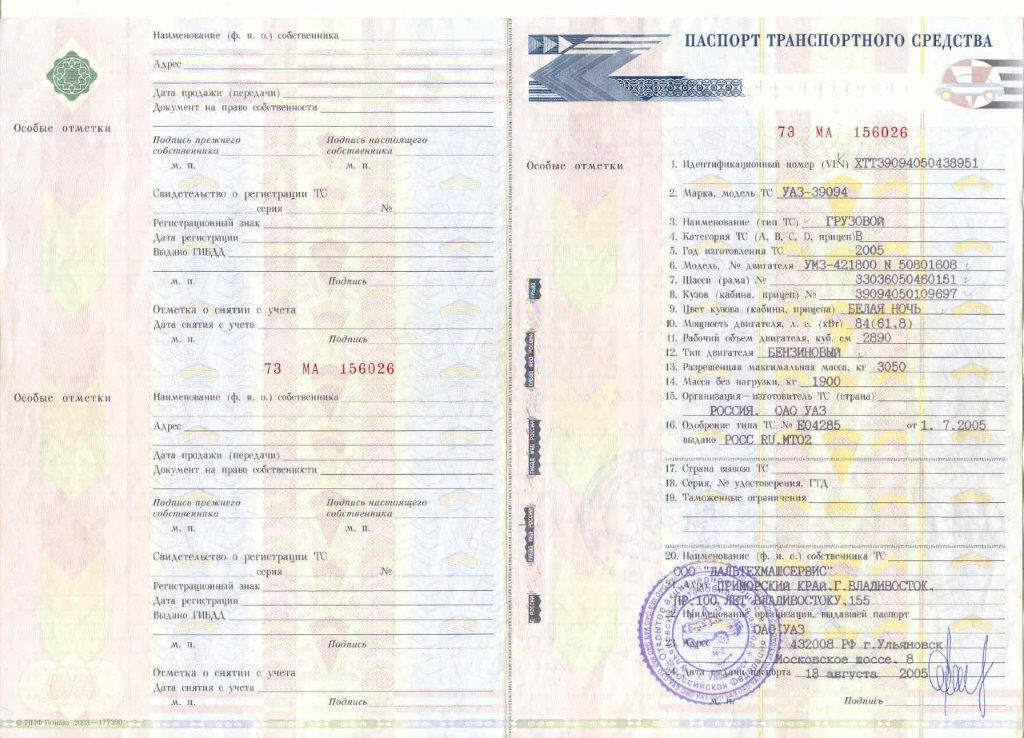 Наименование (ф. и. о.) собственника
Адрес
Дата продажи (передачи)
Документ на право собственности
Особые отметки
Подпись прежнего собственника
Подпись настоящего собственника
м. п.
м. п.
Свидетельство о регистрации ТС
серия №
Регистрационный знак
Дата регистрации
Выдано ГИБДД
м. п. Подпись
Отметка о снятии с учета
Дата снятия с учета
м. п. Подпись
73 МА 156026
Особые отметки
Наименование (ф. и. о.) собственника
Адрес
Дата продажи (передачи)
Документ на право собственности
Подпись прежнего собственника
Подпись настоящего собственника
м. п.
м. п.
Свидетельство о регистрации ТС
серия №
Регистрационный знак
Дата регистрации
Выдано ГИБДД
м. п. Подпись
Отметка о снятии с учета
Дата снятия с учета
м. п. Подпись
ППФ Гознака. 2003—177390.
ПАСПОРТ ТРАНСПОРТНОГО СРЕДСТВА
73 МА 156026
Особые отметки
1. Идентификационный номер (VIN) XTT39094050438951
2. Марка, модель ТС УАЗ-39094
3. Наименование (тип ТС) ГРУЗОВОЙ
4. Категория ТС (А, В, С, D, прицеп) В
5. Год изготовления ТС 2005
6. Модель, № двигателя УМЗ-421800 N 50801608
7. Шасси (рама) № 33036050460151
8. Кузов (кабина, прицеп) № 39094050109697
9. Цвет кузова (кабины, прицепа) БЕЛАЯ НОЧЬ
10. Мощность двигателя, л. с. (кВт) 84(61.8)
11. Рабочий объем двигателя, куб. см 2890
12. Тип двигателя БЕНЗИНОВЫЙ
13. Разрешенная максимальная масса, кг 3050
14. Масса без нагрузки, кг 1900
15. Организация-изготовитель ТС (страна)
РОССИЯ. ОАО УАЗ
16. Одобрение типа ТС № Е04285 от 1. 7.2005
выдано РОСС RU.МТ02
17. Страна вывоза ТС
18. Серия, № удостоверения, ГТД
19. Таможенные ограничения
20. Наименование (ф. и. о.) собственника ТС
ООО "ДАЛЬТЕХМАШСЕРВИС"
ПРИМОРСКИЙ КРАЙ.Г.ВЛАДИВОСТОК.
ПР.100 ЛЕТ ВЛАДИВОСТОКУ.155
22. Наименование организации, выдавшей паспорт
ОАО УАЗ
23. Адрес 432008 РФ г.Ульяновск
Московское шоссе. 8
24. Дата выдачи паспорта 18 августа 2005
м. п. Подпись